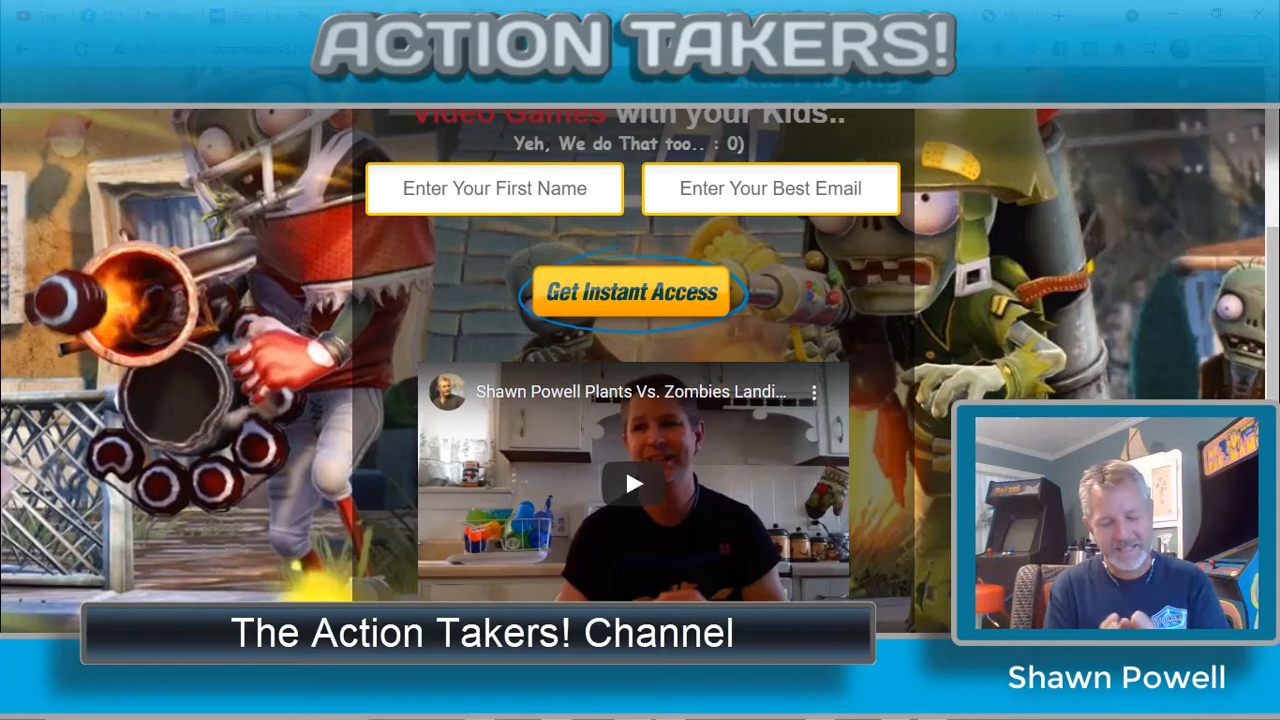 ACTION TAKERS!
Video Games with your Kids..
Yeh, We do That too.. : 0)
Enter Your First Name
Enter Your Best Email
Get Instant Access
Shawn Powell Plants Vs. Zombies Landi...
The Action Takers! Channel
Shawn Powell